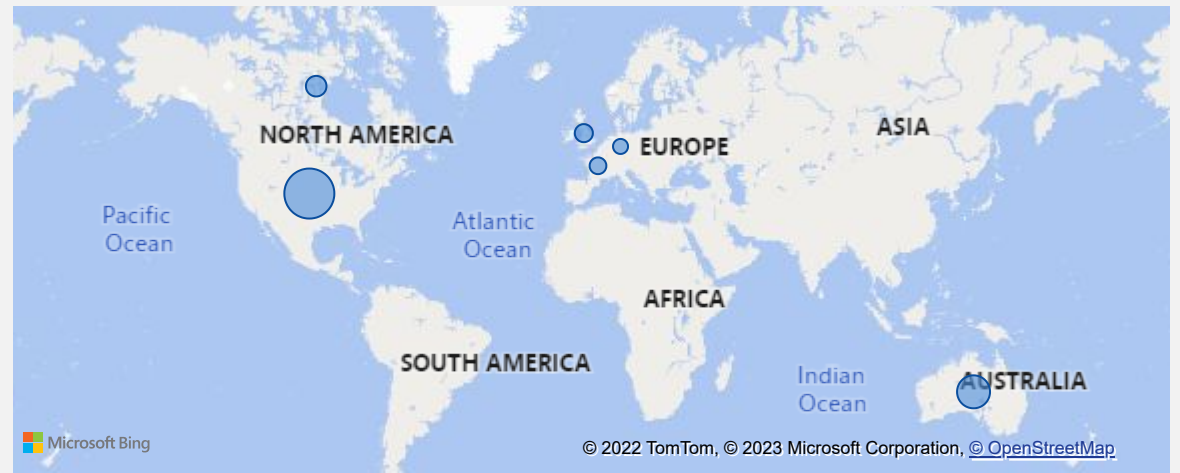 NORTH AMERICA
EUROPE
ASIA
Pacific
Ocean
Atlantic
Ocean
AFRICA
SOUTH AMERICA
Indian
Ocean
AUSTRALIA
Microsoft Bing
© 2022 TomTom, © 2023 Microsoft Corporation, © OpenStreetMap